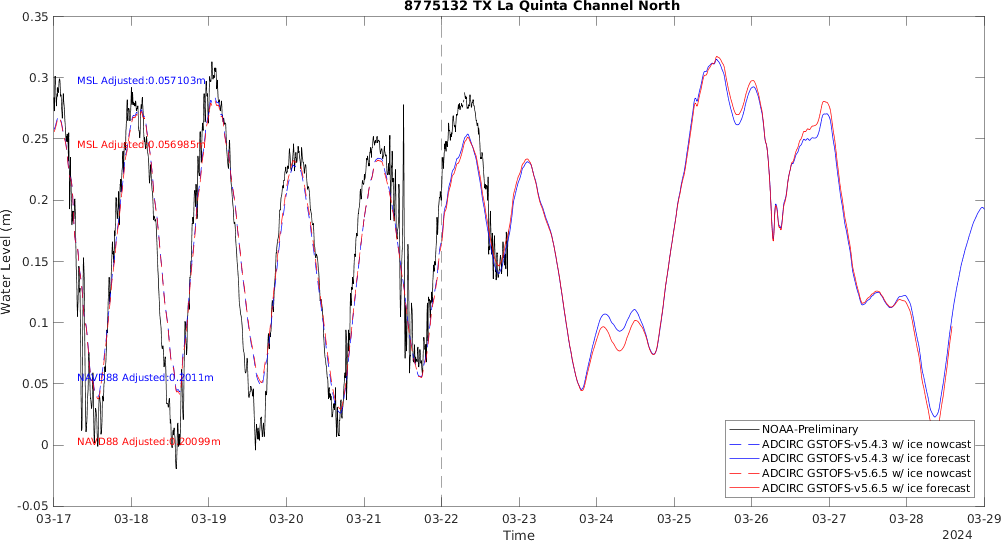 8775132 TX La Quinta Channel North
0.35
0.3
0.25
0.2
0.15
0.1
0.05
0
-0.05
Water Level (m)
MSL Adjusted:0.057103m
MSL Adjusted:0.056985m
NAVD88 Adjusted:0.2011m
NAVD88 Adjusted:0.20099m
NOAA-Preliminary
ADCIRC GSTOFS-v5.4.3 w/ ice nowcast
ADCIRC GSTOFS-v5.4.3 w/ ice forecast
ADCIRC GSTOFS-v5.6.5 w/ ice nowcast
ADCIRC GSTOFS-v5.6.5 w/ ice forecast
03-17 03-18 03-19 03-20 03-21 03-22 03-23 03-24 03-25 03-26 03-27 03-28 03-29
Time
2024